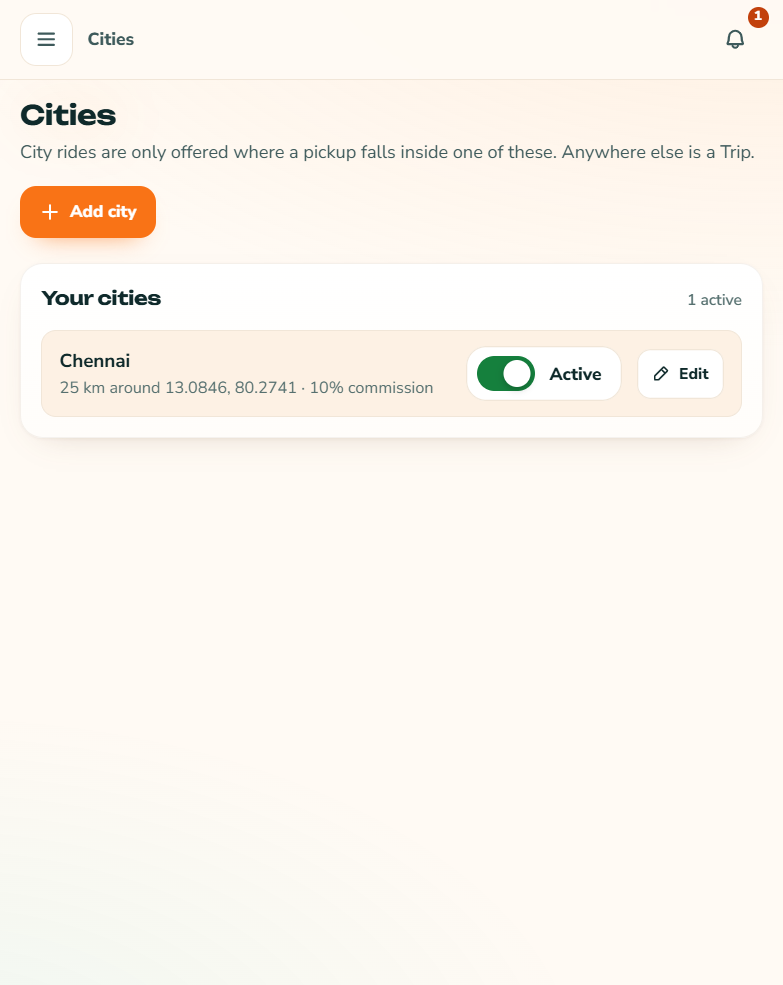 Cities
1
Cities
City rides are only offered where a pickup falls inside one of these. Anywhere else is a Trip.
Add city
Your cities
1 active
Chennai
25 km around 13.0846, 80.2741 · 10% commission
Active
Edit